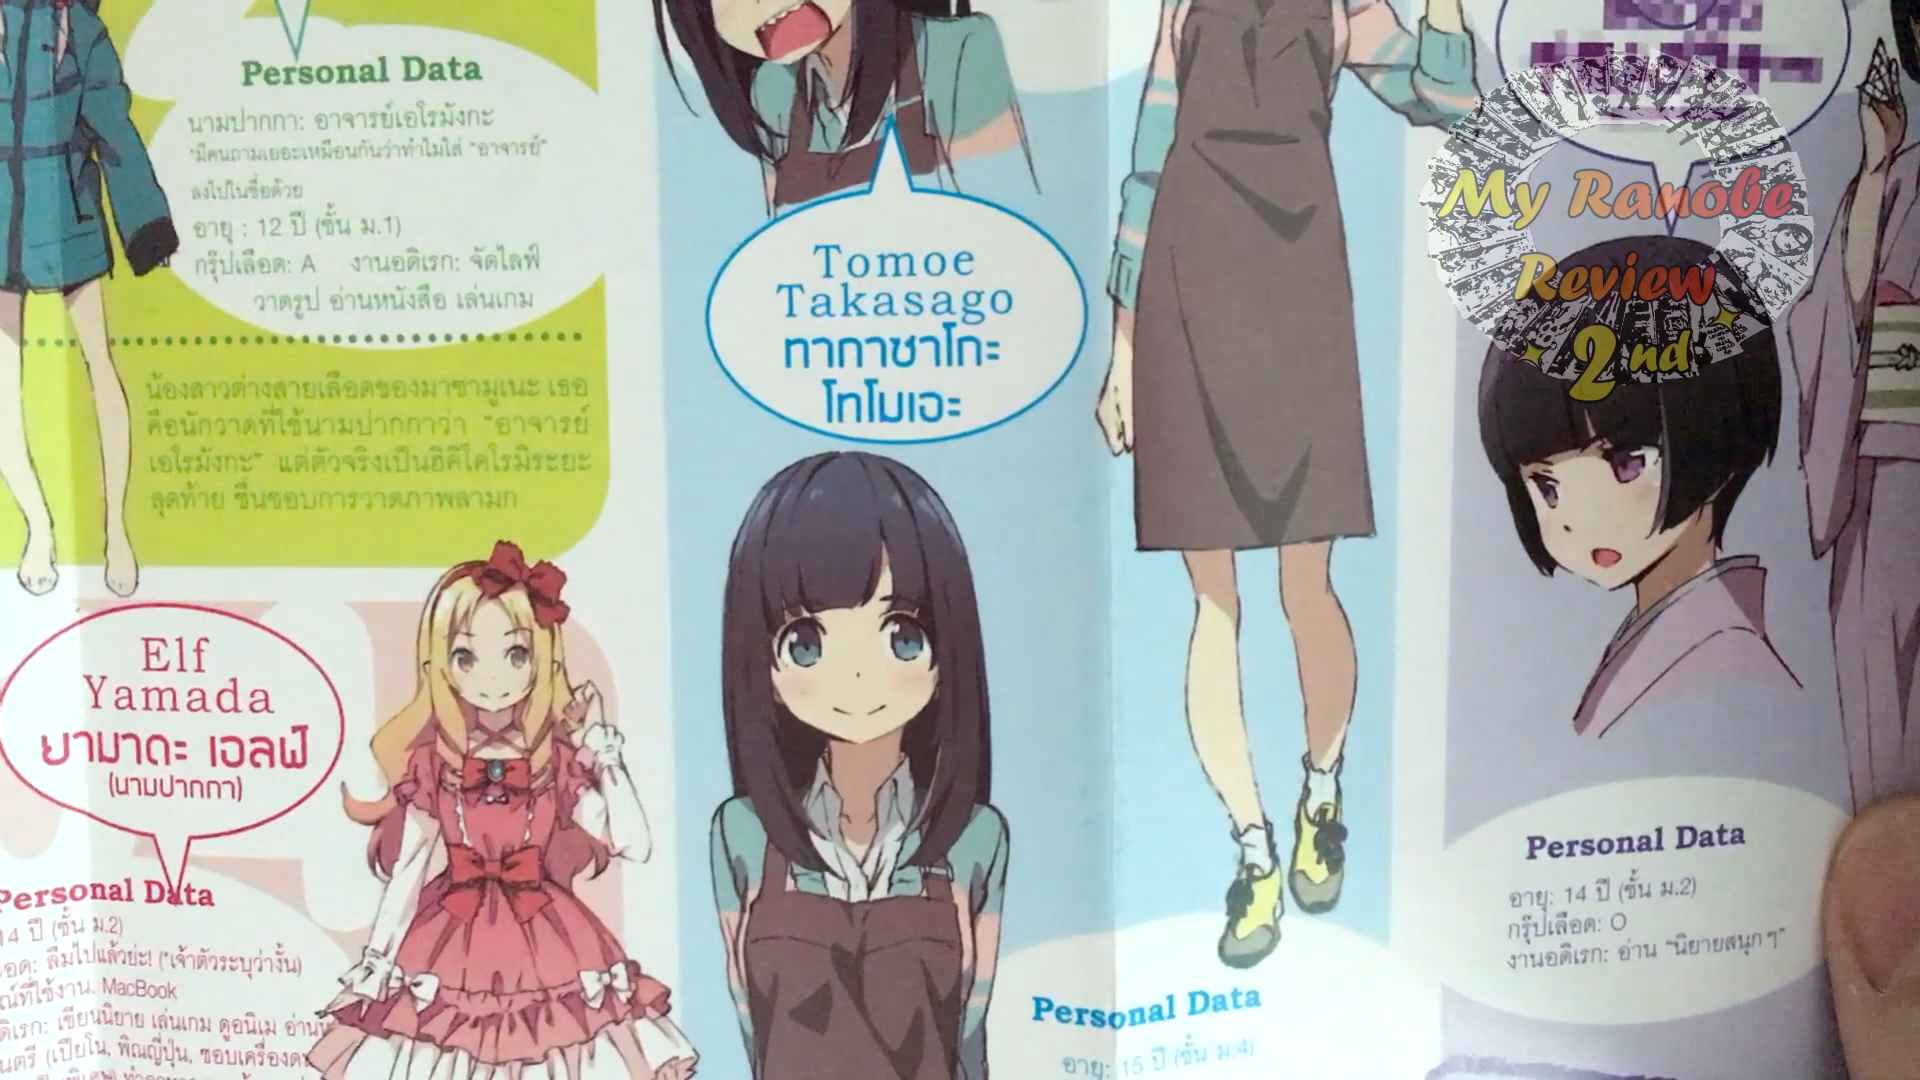 Personal Data
นามปากกา: อาจารย์เอโรมังกะ
*มีคนถามเยอะเหมือนกันว่าทำไมใส่ "อาจารย์"
ลงไปในชื่อด้วย
อายุ : 12 ปี (ชั้น ม.1)
กรุ๊ปเลือด: A งานอดิเรก: จัดไลฟ์
วาดรูป อ่านหนังสือ เล่นเกม
น้องสาวต่างสายเลือดของมาซามูเนะ เธอ
คือนักวาดที่ใช้นามปากกาว่า "อาจารย์
เอโรมังกะ" แต่ตัวจริงเป็นฮิคิโคโรมิระยะ
สุดท้าย ชื่นชอบการวาดภาพลามก
Elf
Yamada
ยามาดะ เอลฟ์
(นามปากกา)
Personal Data
14 ปี (ชั้น ม.2)
ลืมไปแล้วย่ะ! (*เจ้าตัวระบุว่างั้น)
ที่ใช้งาน: MacBook
เขียนนิยาย เล่นเกม ดูอนิเม อ่าน
(เปียโน, พิณญี่ปุ่น,
Tomoe
Takasago
ทากาซาโกะ
โทโมเอะ
Personal Data
อายุ: 15 ปี (ชั้น ม.4)
My Ranobe
Review
2nd
Personal Data
อายุ: 14 ปี (ชั้น ม.2)
กรุ๊ปเลือด: O
งานอดิเรก: อ่าน "นิยายสนุกๆ"